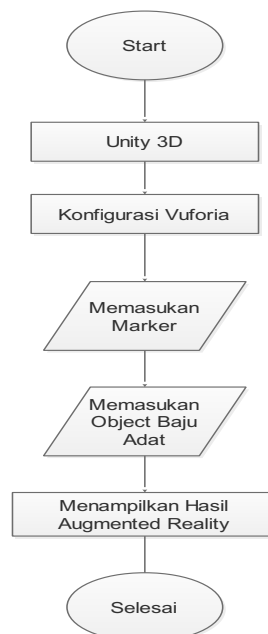 Start
Unity 3D
Konfigurasi Vuforia
Memasukan
Marker
Memasukan
Object Baju
Adat
Menampilkan Hasil
Augmented Reality
Selesai